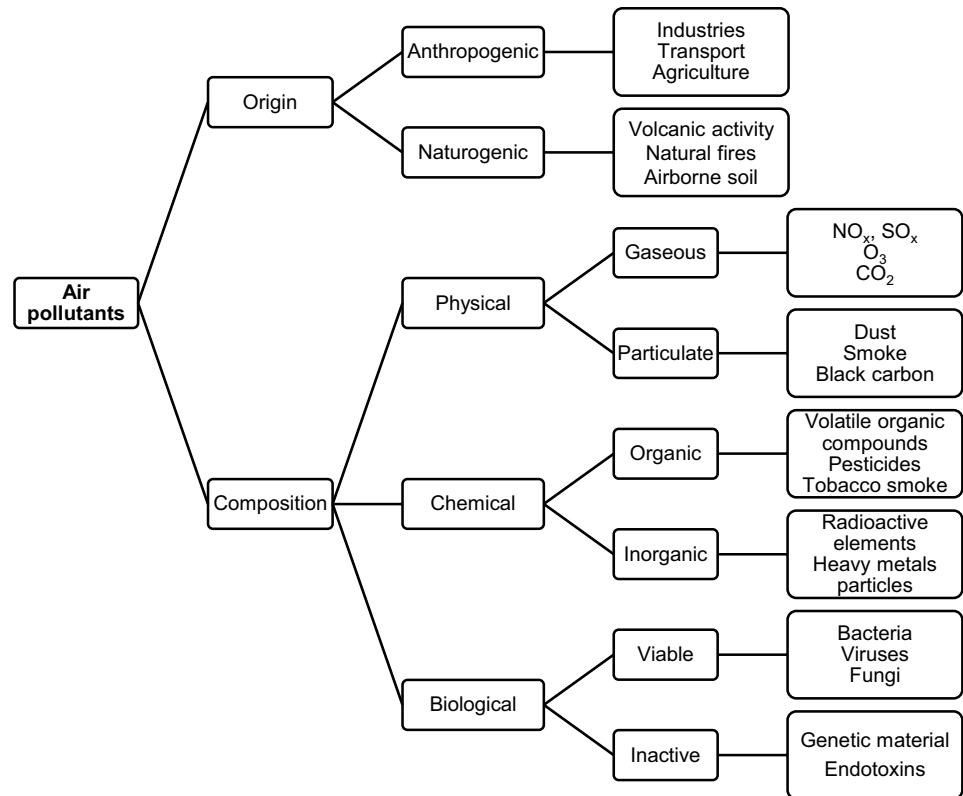 Air
pollutants
Origin
Anthropogenic
Industries
Transport
Agriculture
Naturogenic
Volcanic activity
Natural fires
Airborne soil
Composition
Physical
Gaseous
NOₓ, SOₓ
O₃
CO₂
Particulate
Dust
Smoke
Black carbon
Chemical
Organic
Volatile organic
compounds
Pesticides
Tobacco smoke
Inorganic
Radioactive
elements
Heavy metals
particles
Biological
Viable
Bacteria
Viruses
Fungi
Inactive
Genetic material
Endotoxins